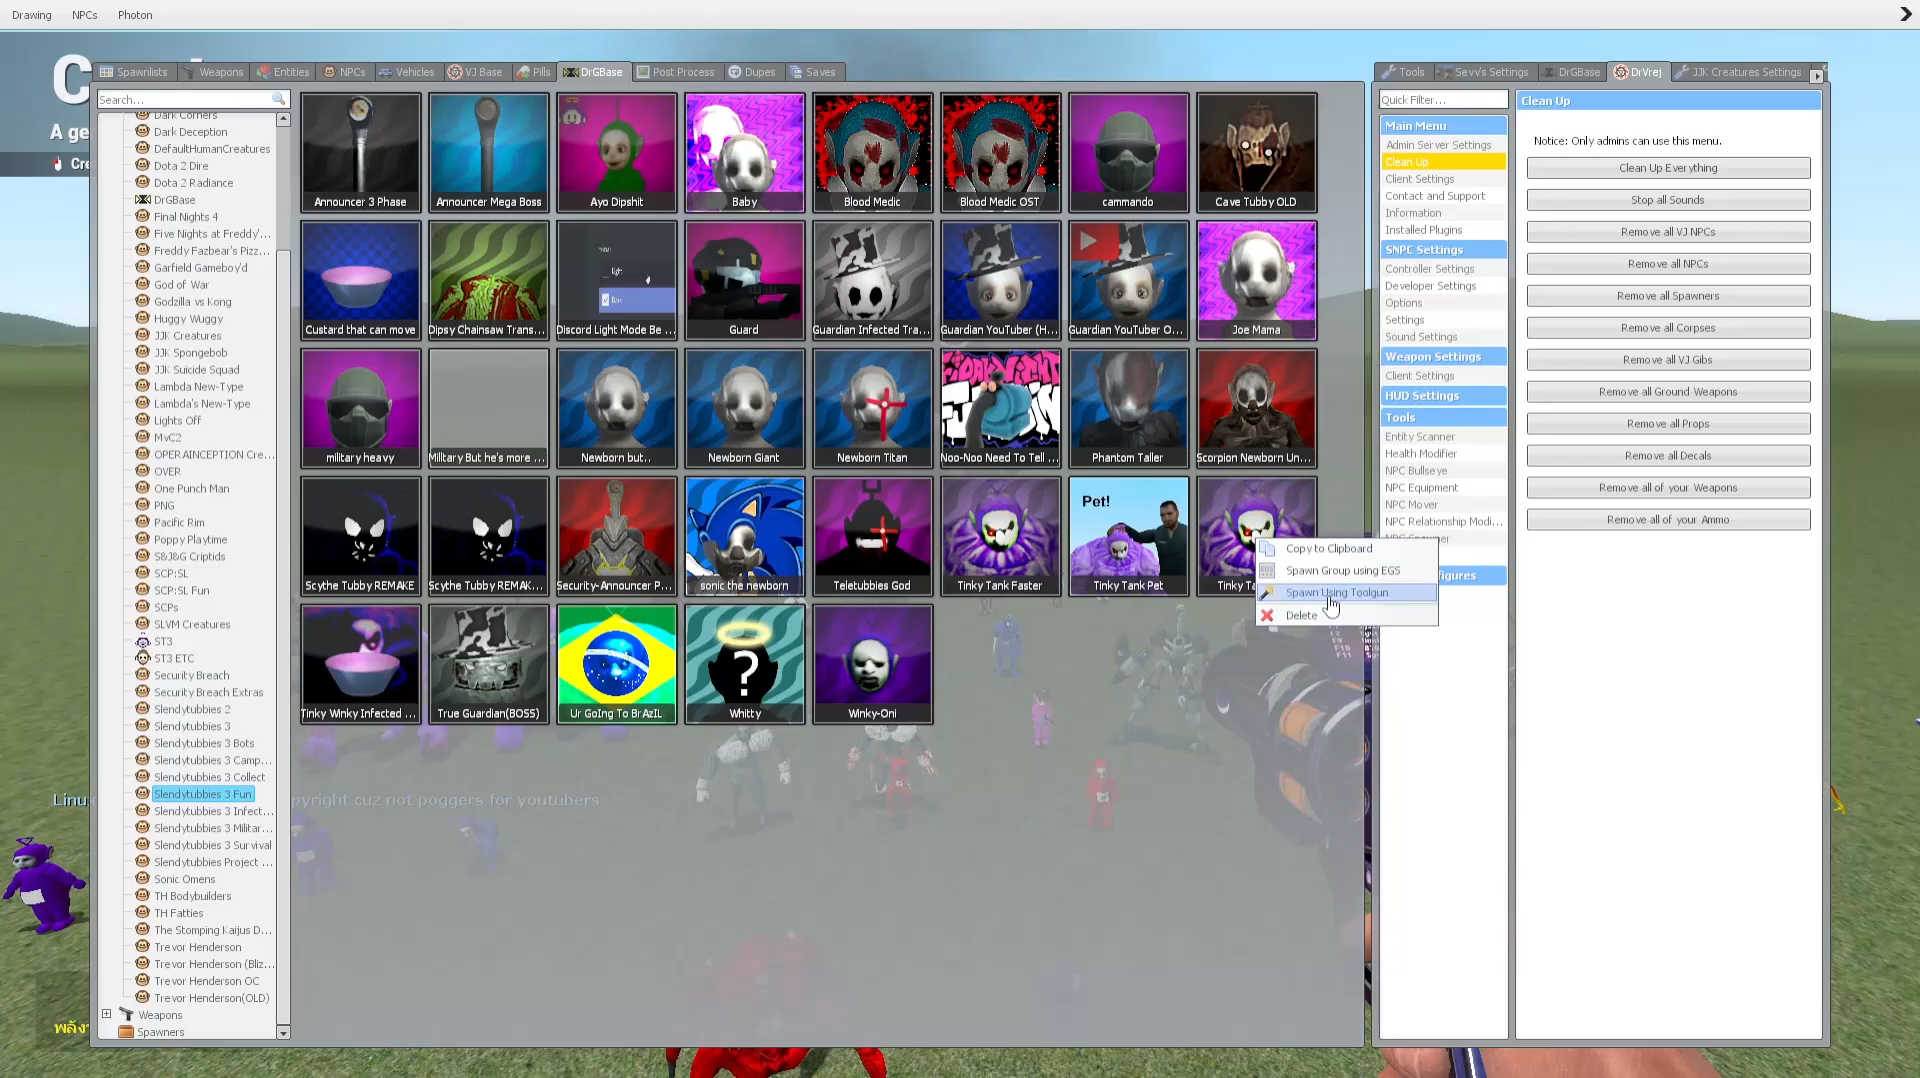 Drawing NPCs Photon
Spawnlists Weapons Entities NPCs Vehicles VJ Base Pills DrGBase Post Process Dupes Saves
Search...
Dark Corners
Dark Deception
DefaultHumanCreatures
Dota 2 Dire
Dota 2 Radiance
DrGBase
Final Nights 4
Five Nights at Freddy'...
Freddy Fazbear's Pizz...
Garfield Gameboy'd
God of War
Godzilla vs Kong
Huggy Wuggy
JJK Creatures
JJK Spongebob
JJK Suicide Squad
Lambda New-Type
Lambda's New-Type
Lights Off
MvC2
OPERAINCEPTION Cre...
OVER
One Punch Man
PNG
Pacific Rim
Poppy Playtime
S&J&G Criptids
SCP:SL
SCP:SL Fun
SCPs
SLVM Creatures
ST3
ST3 ETC
Security Breach
Security Breach Extras
Slendytubbies 2
Slendytubbies 3
Slendytubbies 3 Bots
Slendytubbies 3 Camp...
Slendytubbies 3 Collect
Slendytubbies 3 Fun
Slendytubbies 3 Infect...
Slendytubbies 3 Militar...
Slendytubbies 3 Survival
Slendytubbies Project ...
Sonic Omens
TH Bodybuilders
TH Fatties
The Stomping Kaijus D...
Trevor Henderson
Trevor Henderson (Bliz...
Trevor Henderson OC
Trevor Henderson(OLD)
Weapons
Spawners
Announcer 3 Phase
Announcer Mega Boss
Ayo Dipshit
Baby
Blood Medic
Blood Medic OST
cammando
Cave Tubby OLD
Custard that can move
Dipsy Chainsaw Trans...
Light
Discord Light Mode Be ...
Guard
Guardian Infected Tra...
Guardian YouTuber (H...
Guardian YouTuber O...
Joe Mama
military heavy
Military But he's more ...
Newborn but..
Newborn Giant
Newborn Titan
Noo-Noo Need To Tell ...
Phantom Taller
Scorpion Newborn Un...
Scythe Tubby REMAKE
Scythe Tubby REMAK...
Security-Announcer P...
sonic the newborn
Teletubbies God
Tinky Tank Faster
Pet!
Tinky Tank Pet
Tinky Ta
Tinky Winky Infected ...
True Guardian(BOSS)
Ur GoIng To BrAzIL
?
Whitty
Winky-Oni
Copy to Clipboard
Spawn Group using EGS
Spawn Using Toolgun
Delete
C
A ge
Cre
Linux
pyright cuz not poggers for youtubers
พลัง
F10
F11
Tools Sevv's Settings DrGBase DrVrej JJK Creatures Settings
Quick Filter...
Main Menu
Admin Server Settings
Clean Up
Client Settings
Contact and Support
Information
Installed Plugins
SNPC Settings
Controller Settings
Developer Settings
Options
Settings
Sound Settings
Weapon Settings
Client Settings
HUD Settings
Tools
Entity Scanner
Health Modifier
NPC Bullseye
NPC Equipment
NPC Mover
NPC Relationship Modi...
NPC Spawner
igures
Clean Up
Notice: Only admins can use this menu.
Clean Up Everything
Stop all Sounds
Remove all VJ NPCs
Remove all NPCs
Remove all Spawners
Remove all Corpses
Remove all VJ Gibs
Remove all Ground Weapons
Remove all Props
Remove all Decals
Remove all of your Weapons
Remove all of your Ammo